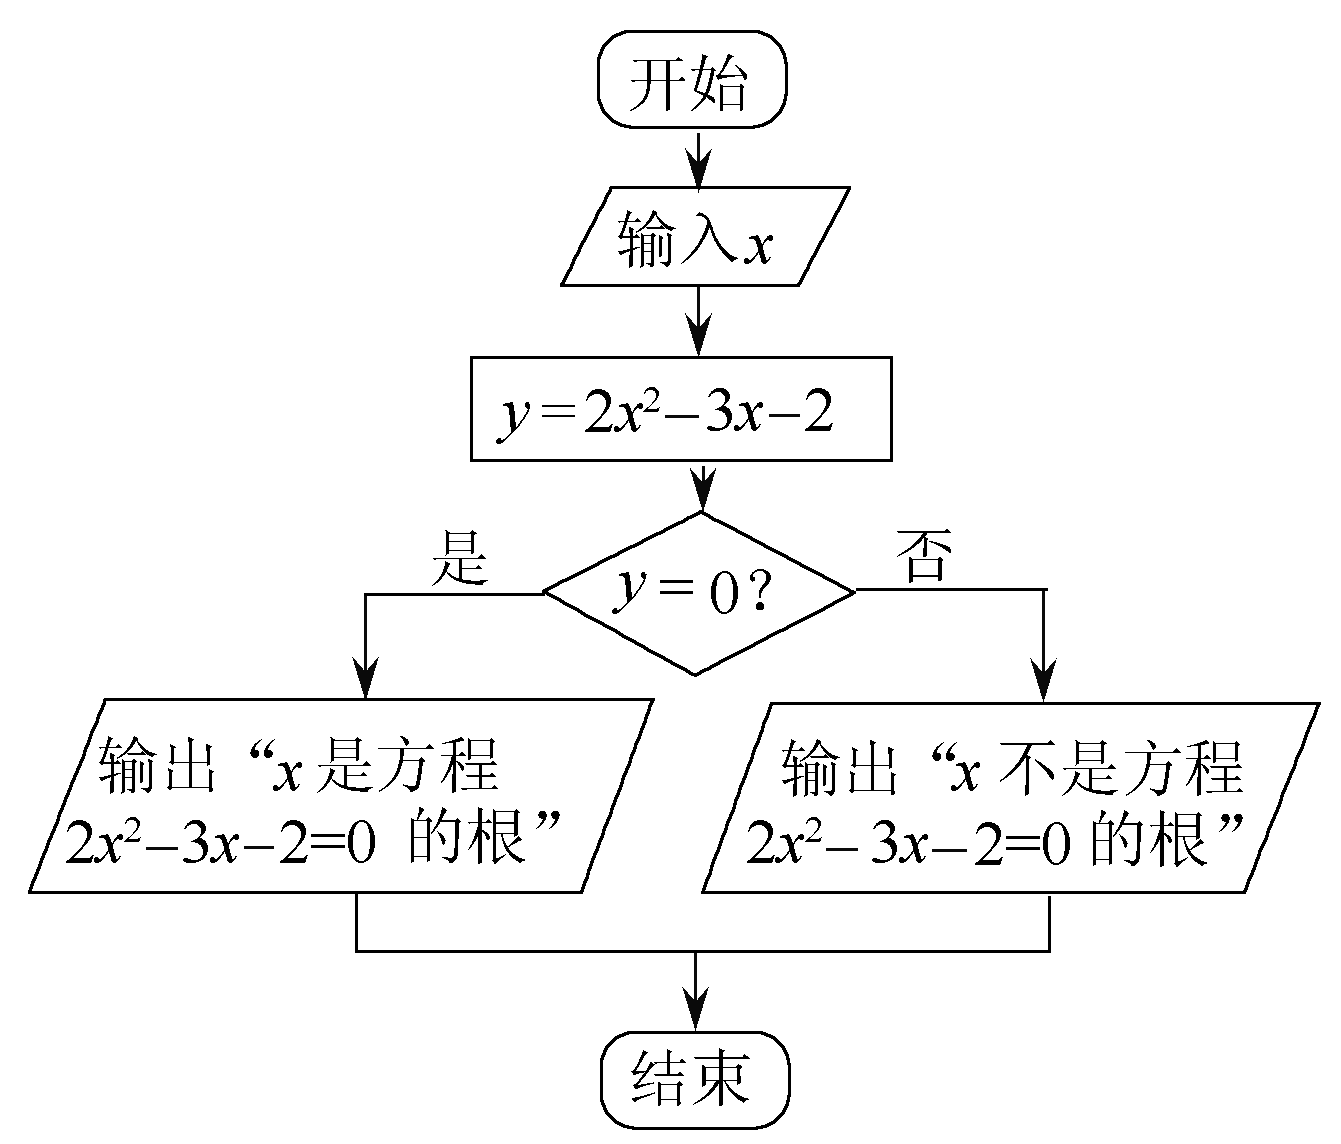 开始
输入x
y=2x²−3x−2
是
否
y=0?
输出“x是方程
2x²−3x−2=0 的根”
输出“x不是方程
2x²−3x−2=0的根”
结束